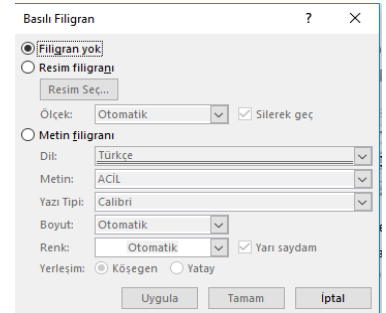 Basılı Filigran ? ×
Filigran yok
Resim filigranı
Resim Seç...
Ölçek: Otomatik Silerek geç
Metin filigranı
Dil: Türkçe
Metin: ACİL
Yazı Tipi: Calibri
Boyut: Otomatik
Renk: Otomatik Yarı saydam
Yerleşim: Köşegen Yatay
Uygula Tamam İptal